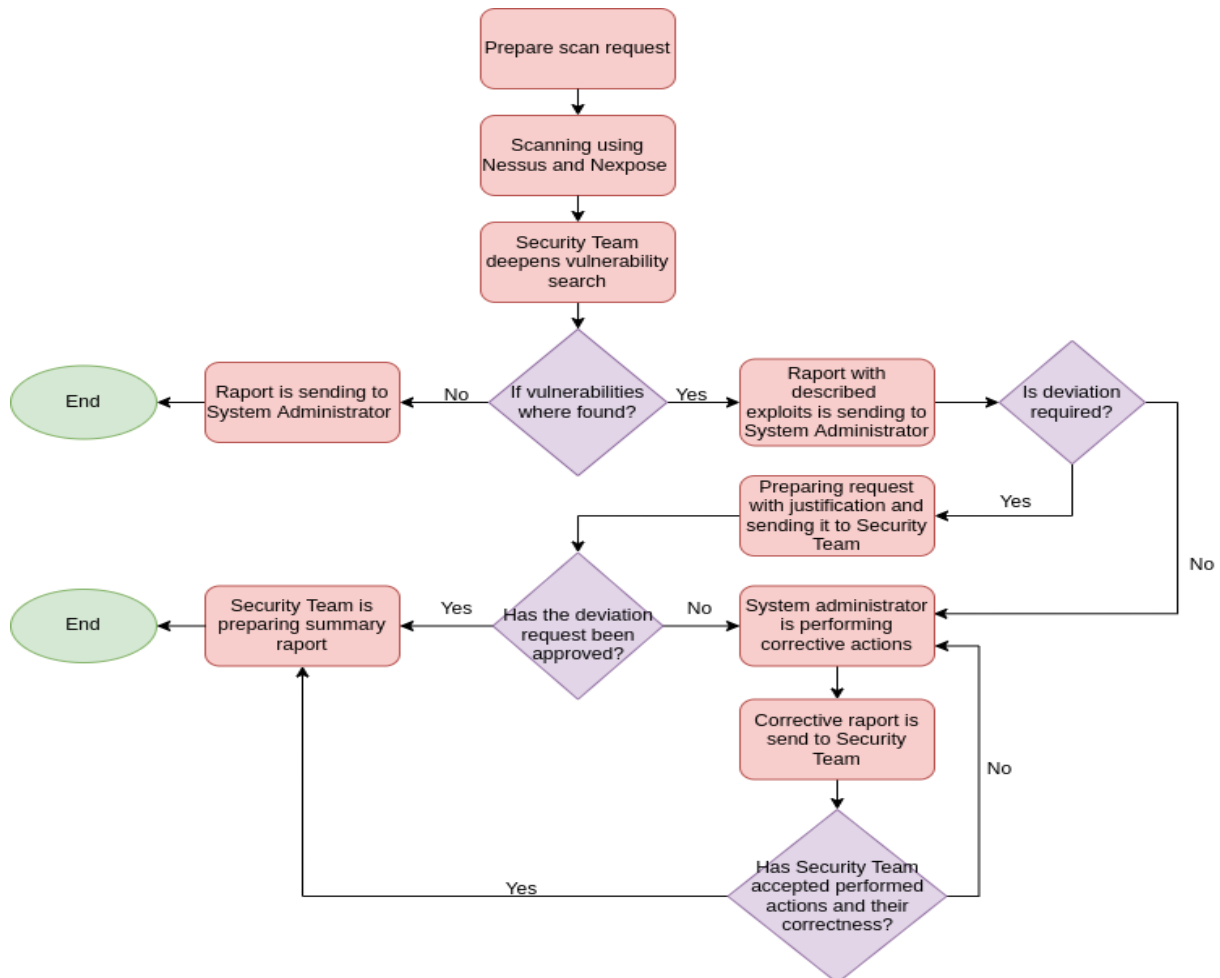 Prepare scan request
Scanning using
Nessus and Nexpose
Security Team
deepens vulnerability
search
If vulnerabilities
where found?
No
Yes
Raport is sending to
System Administrator
End
Raport with
described
exploits is sending to
System Administrator
Is deviation
required?
Yes
No
Preparing request
with justification and
sending it to Security
Team
Has the deviation
request been
approved?
Yes
No
Security Team is
preparing summary
raport
End
System administrator
is performing
corrective actions
Corrective raport is
send to Security
Team
Has Security Team
accepted performed
actions and their
correctness?
Yes
No